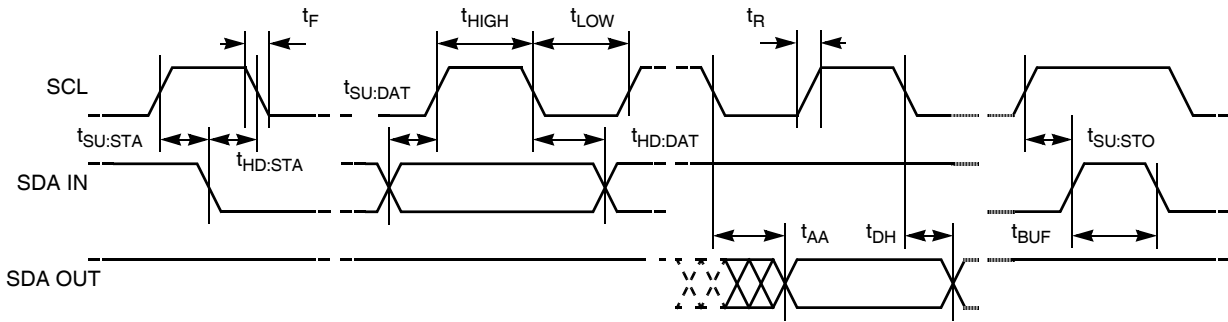 tF
tHIGH
tLOW
tR
SCL
tSU:DAT
tSU:STA
tHD:STA
tHD:DAT
tSU:STO
SDA IN
tAA
tDH
tBUF
SDA OUT